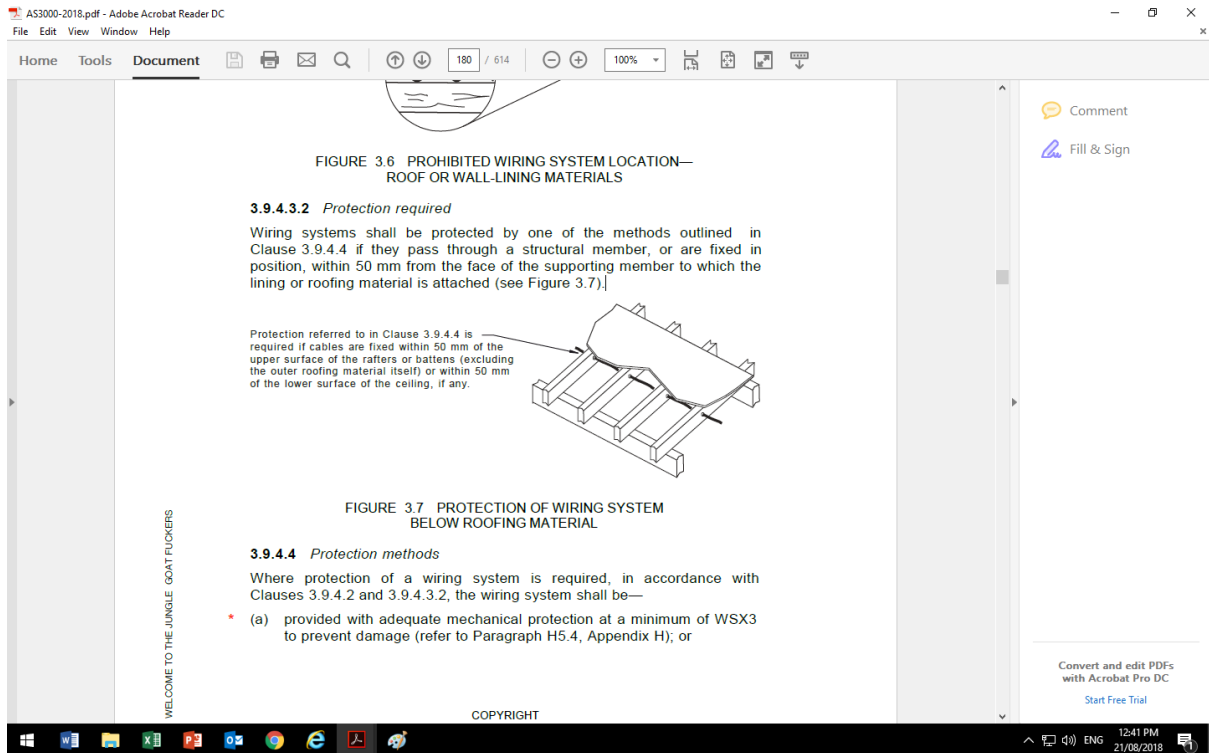 AS3000-2018.pdf - Adobe Acrobat Reader DC
File Edit View Window Help
Home Tools Document 180 / 614 100%
FIGURE 3.6 PROHIBITED WIRING SYSTEM LOCATION—
ROOF OR WALL-LINING MATERIALS
3.9.4.3.2 Protection required
Wiring systems shall be protected by one of the methods outlined in
Clause 3.9.4.4 if they pass through a structural member, or are fixed in
position, within 50 mm from the face of the supporting member to which the
lining or roofing material is attached (see Figure 3.7).
Protection referred to in Clause 3.9.4.4 is
required if cables are fixed within 50 mm of the
upper surface of the rafters or battens (excluding
the outer roofing material itself) or within 50 mm
of the lower surface of the ceiling, if any.
FIGURE 3.7 PROTECTION OF WIRING SYSTEM
BELOW ROOFING MATERIAL
3.9.4.4 Protection methods
Where protection of a wiring system is required, in accordance with
Clauses 3.9.4.2 and 3.9.4.3.2, the wiring system shall be—
* (a) provided with adequate mechanical protection at a minimum of WSX3
to prevent damage (refer to Paragraph H5.4, Appendix H); or
COPYRIGHT
WELCOME TO THE JUNGLE GOAT FUCKERS
Comment
Fill & Sign
Convert and edit PDFs
with Acrobat Pro DC
Start Free Trial
ENG
12:41 PM
21/08/2018